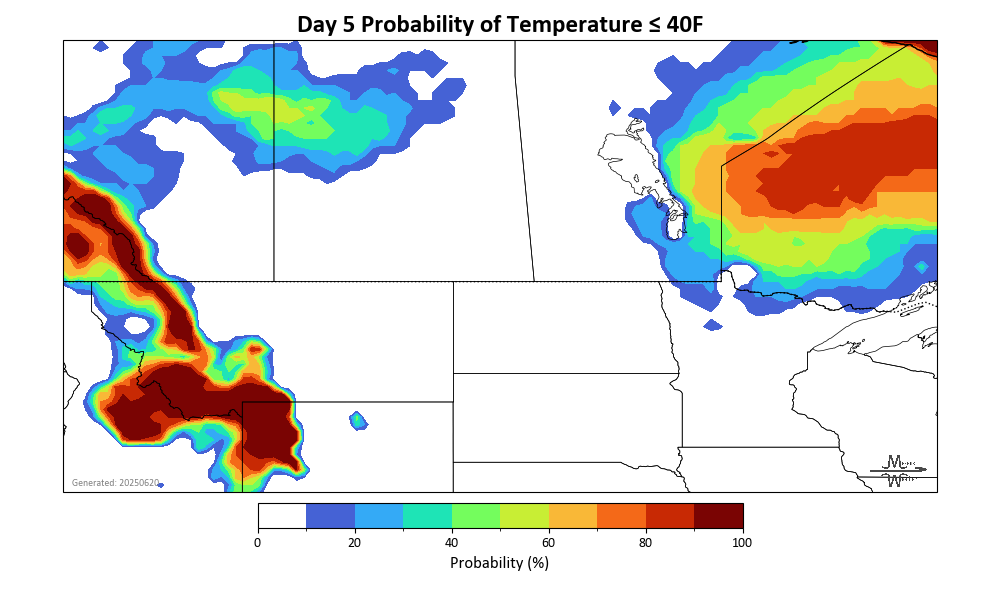 Day 5 Probability of Temperature ≤ 40F
Generated: 20250620
0 20 40 60 80 100
Probability (%)